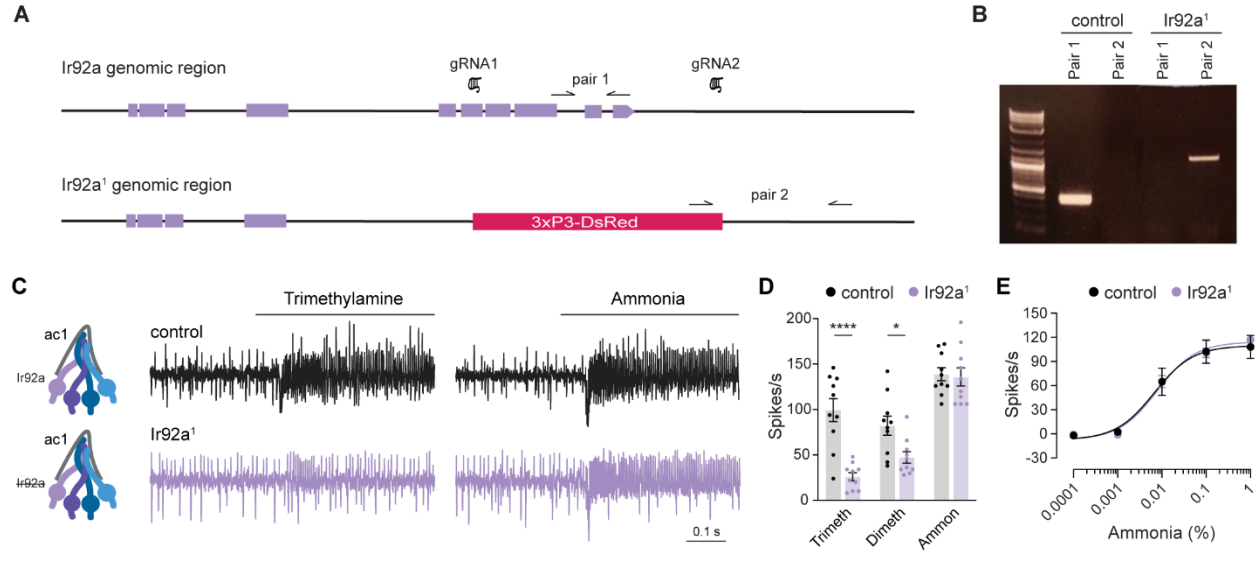 A
Ir92a genomic region
gRNA1
pair 1
gRNA2
Ir92a¹ genomic region
pair 2
3xP3-DsRed
B
control Ir92a¹
Pair 1 Pair 2 Pair 1 Pair 2
C
Trimethylamine Ammonia
control
ac1
Ir92a
Ir92a¹
ac1
Ir92a
0.1 s
D
control Ir92a¹
**** *
Spikes/s
200
150
100
50
0
Trimeth Dimeth Ammon
E
control Ir92a¹
Spikes/s
150
120
90
60
30
0
-30
0.0001 0.001 0.01 0.1 1
Ammonia (%)